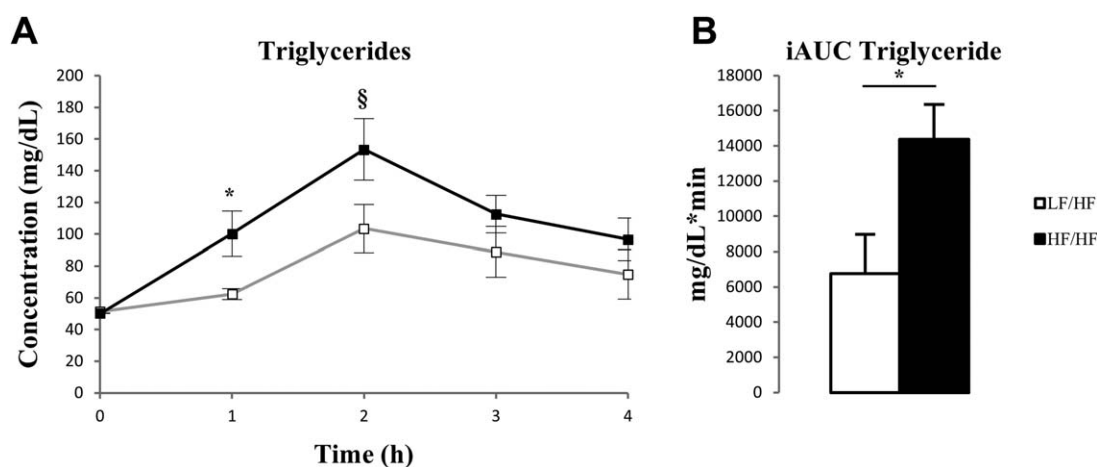 A
Triglycerides
Concentration (mg/dL)
200
180
160
140
120
100
80
60
40
20
0
*
§
0 1 2 3 4
Time (h)
B
iAUC Triglyceride
mg/dL*min
18000
16000
14000
12000
10000
8000
6000
4000
2000
0
*
LF/HF
HF/HF